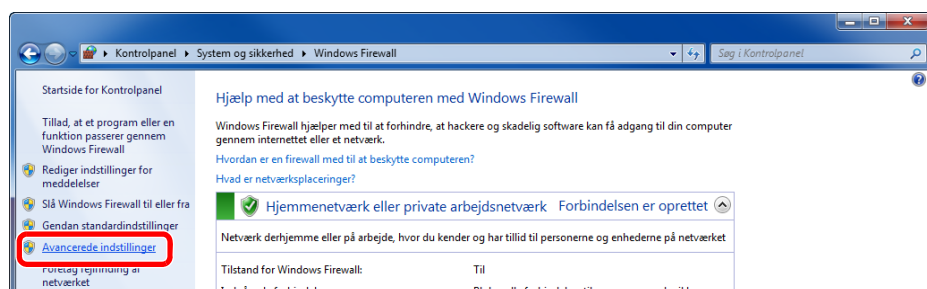 Kontrolpanel ▸ System og sikkerhed ▸ Windows Firewall
Søg i Kontrolpanel
Startside for Kontrolpanel
Tillad, at et program eller en
funktion passerer gennem
Windows Firewall
Rediger indstillinger for
meddelelser
Slå Windows Firewall til eller fra
Gendan standardindstillinger
Avancerede indstillinger
Foretag fejlfinding af
netværket
Hjælp med at beskytte computeren med Windows Firewall
Windows Firewall hjælper med til at forhindre, at hackere og skadelig software kan få adgang til din computer
gennem internettet eller et netværk.
Hvordan er en firewall med til at beskytte computeren?
Hvad er netværksplaceringer?
Hjemmenetværk eller private arbejdsnetværk Forbindelsen er oprettet
Netværk derhjemme eller på arbejde, hvor du kender og har tillid til personerne og enhederne på netværket
Tilstand for Windows Firewall: Til